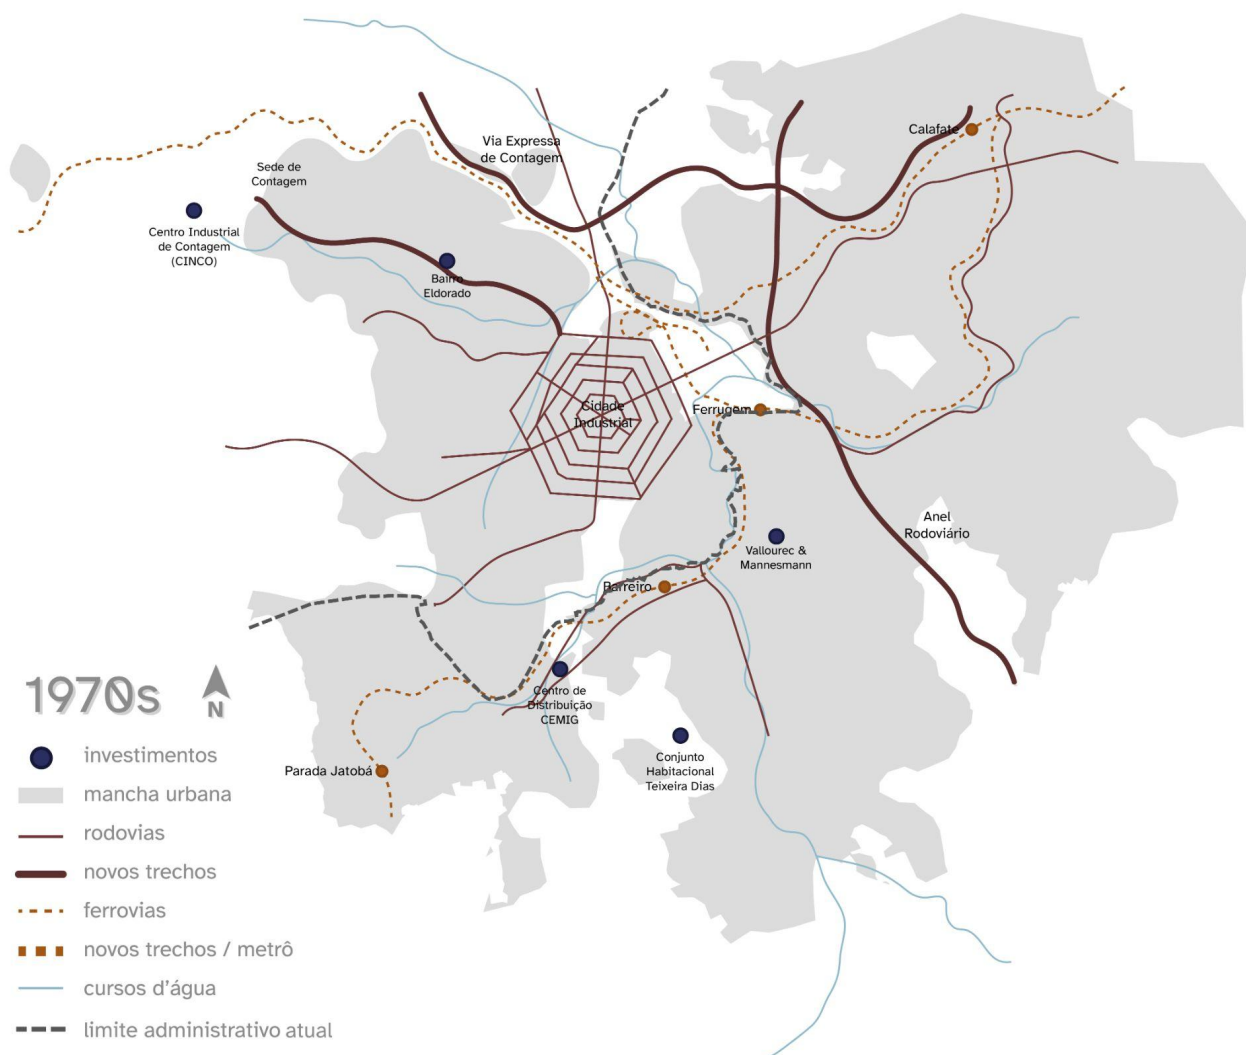 Calafate
Via Expressa
de Contagem
Sede de
Contagem
Centro Industrial
de Contagem
(CINCO)
Bairro
Eldorado
Cidade
Industrial
Ferrugem
Anel
Rodoviário
Vallourec &
Mannesmann
Barreiro
Centro de
Distribuição
CEMIG
Conjunto
Habitacional
Teixeira Dias
Parada Jatobá
1970s
N
investimentos
mancha urbana
rodovias
novos trechos
ferrovias
novos trechos / metrô
cursos d'água
limite administrativo atual